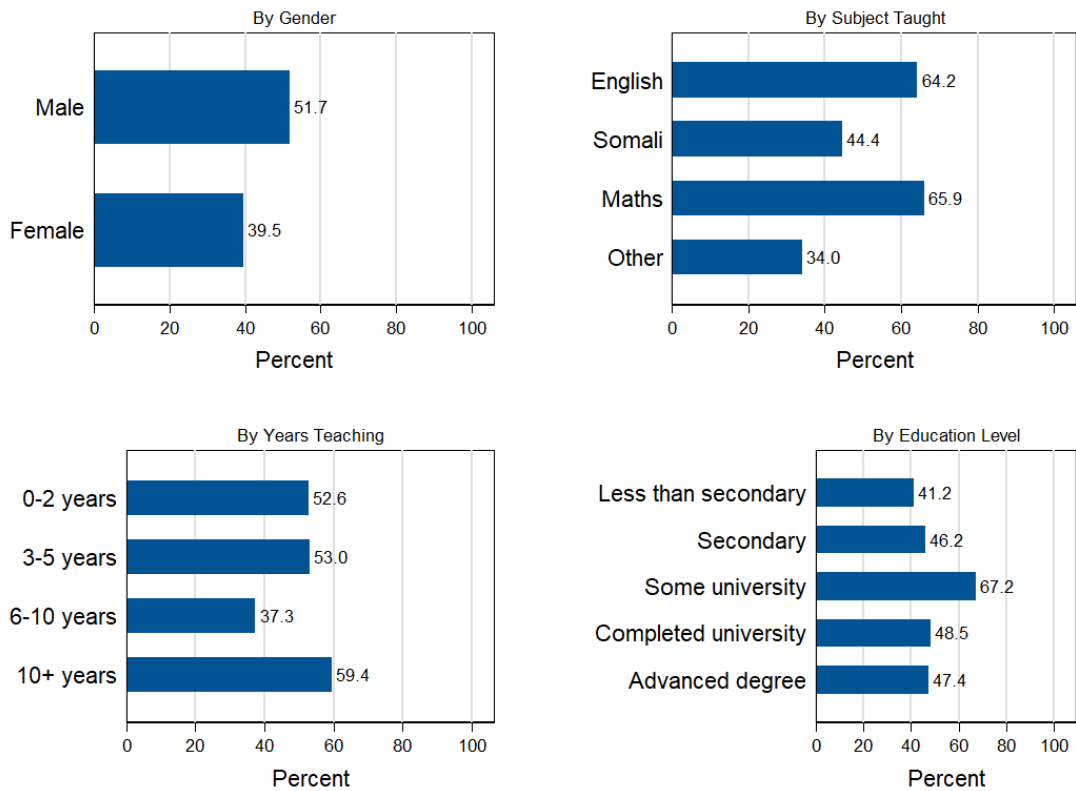 By Gender
Male
51.7
Female
39.5
0 20 40 60 80 100
Percent
By Subject Taught
English
64.2
Somali
44.4
Maths
65.9
Other
34.0
0 20 40 60 80 100
Percent
By Years Teaching
0-2 years
52.6
3-5 years
53.0
6-10 years
37.3
10+ years
59.4
0 20 40 60 80 100
Percent
By Education Level
Less than secondary
41.2
Secondary
46.2
Some university
67.2
Completed university
48.5
Advanced degree
47.4
0 20 40 60 80 100
Percent